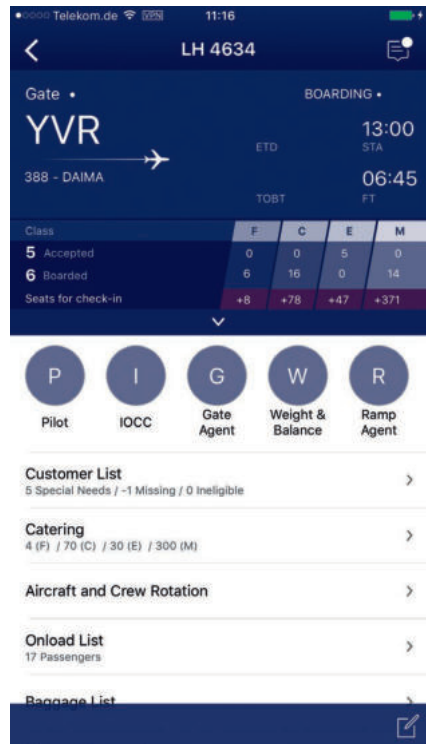 Telekom.de VPN 11:16
LH 4634
Gate • BOARDING •
YVR 13:00
ETD STA
388 - DAIMA 06:45
TOBT FT
Class F C E M
5 Accepted 0 0 5 0
6 Boarded 6 16 0 14
Seats for check-in +8 +78 +47 +371
P I G W R
Pilot IOCC Gate Agent Weight & Balance Ramp Agent
Customer List
5 Special Needs / -1 Missing / 0 Ineligible
Catering
4 (F) / 70 (C) / 30 (E) / 300 (M)
Aircraft and Crew Rotation
Onload List
17 Passengers
Baggage List